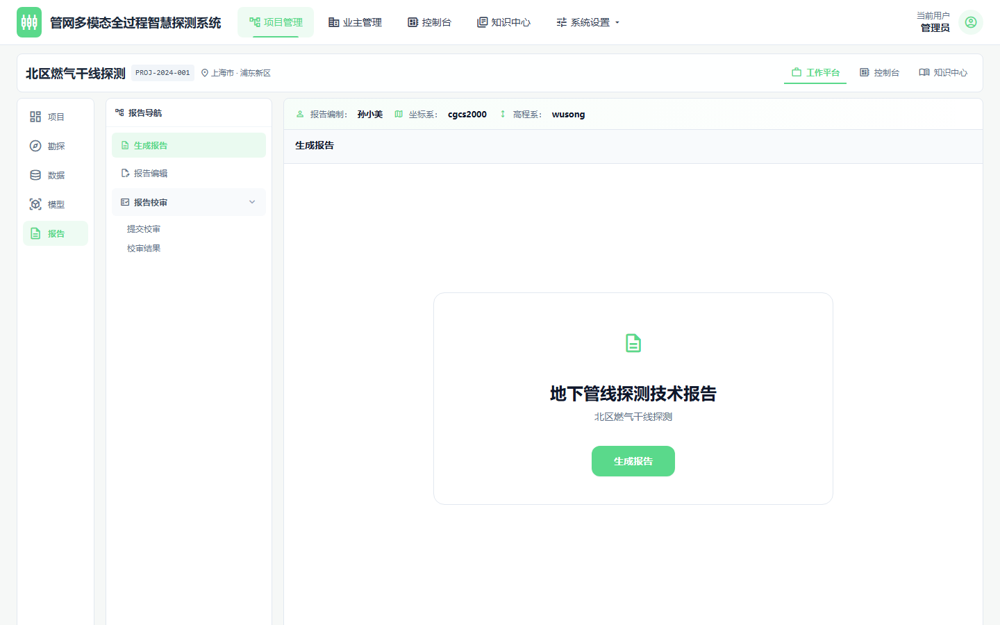 管网多模态全过程智慧探测系统
项目管理
业主管理
控制台
知识中心
系统设置
当前用户
管理员
北区燃气干线探测
PROJ-2024-001
上海市 · 浦东新区
工作平台
控制台
知识中心
项目
勘探
数据
模型
报告
报告导航
生成报告
报告编辑
报告校审
提交校审
校审结果
报告编制： 孙小美
坐标系： cgcs2000
高程系： wusong
生成报告
地下管线探测技术报告
北区燃气干线探测
生成报告